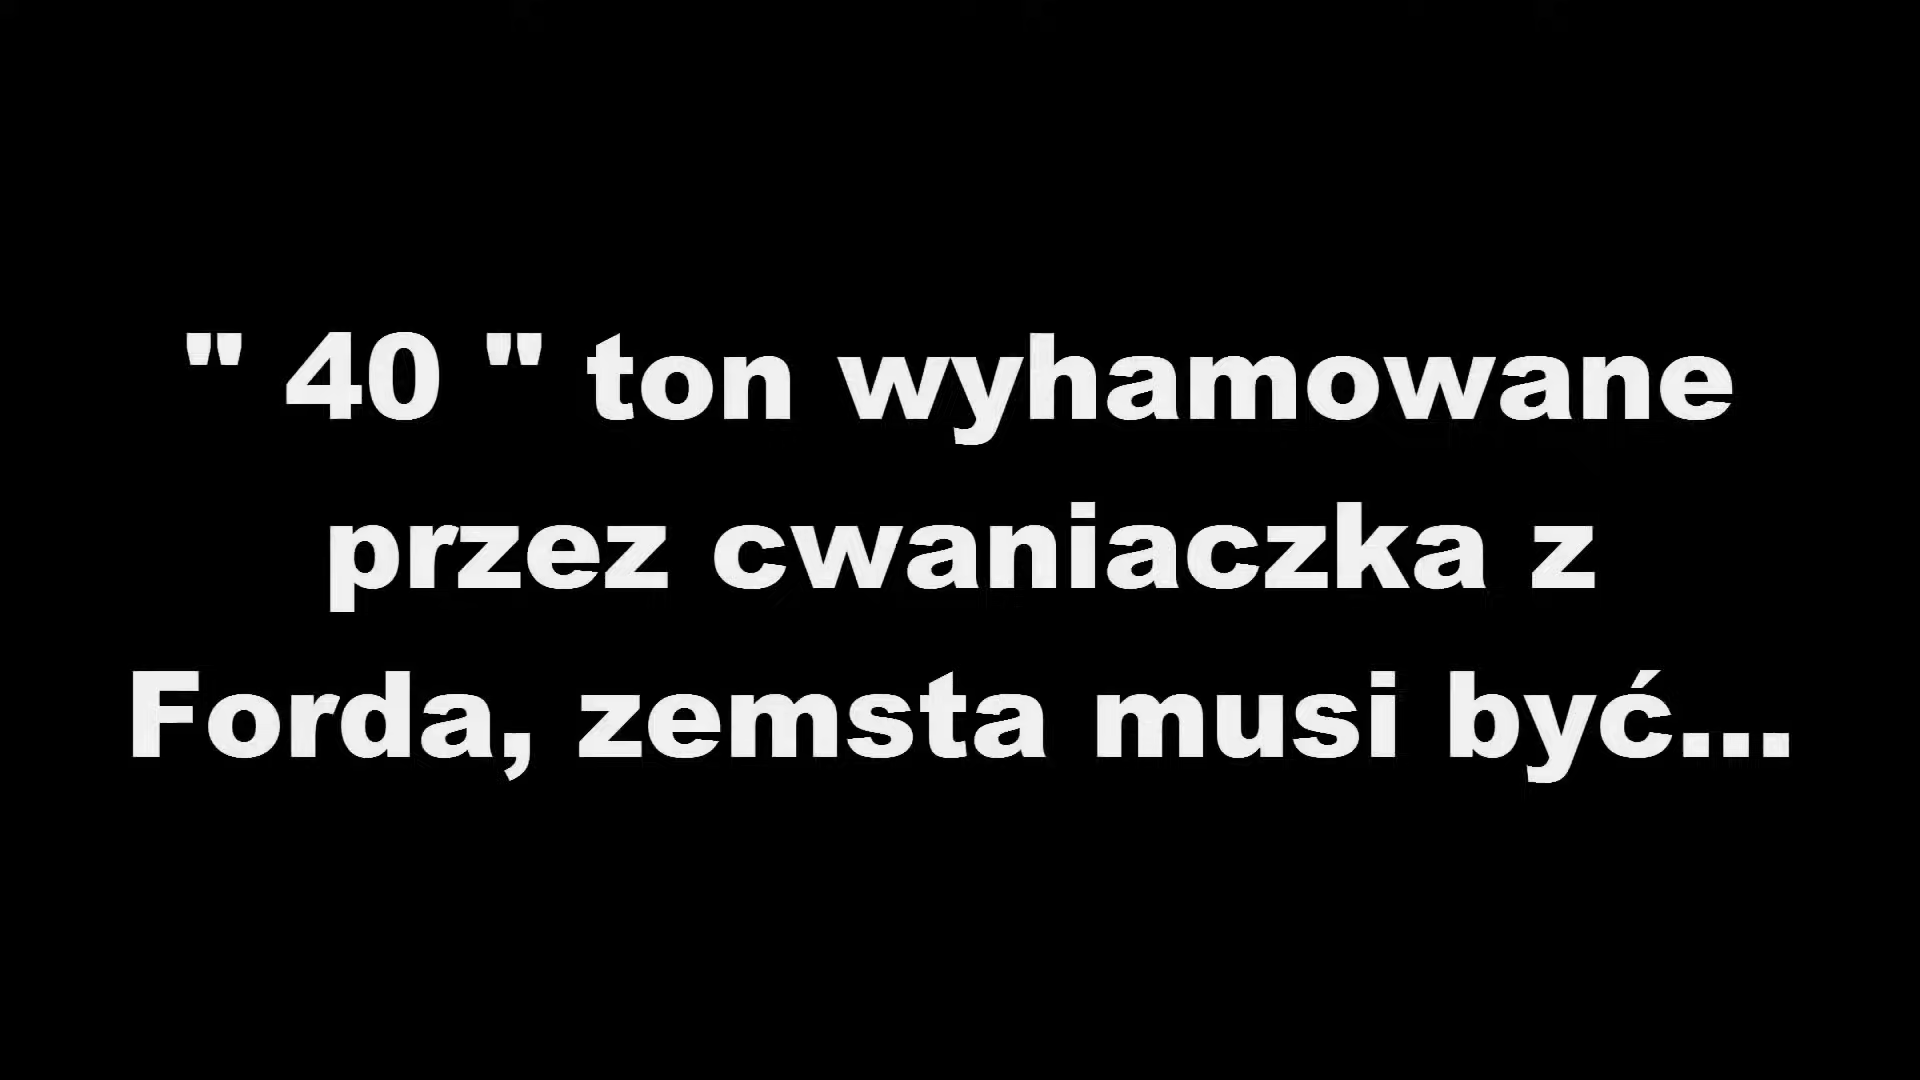 " 40 " ton wyhamowane
przez cwaniaczka z
Forda, zemsta musi być...